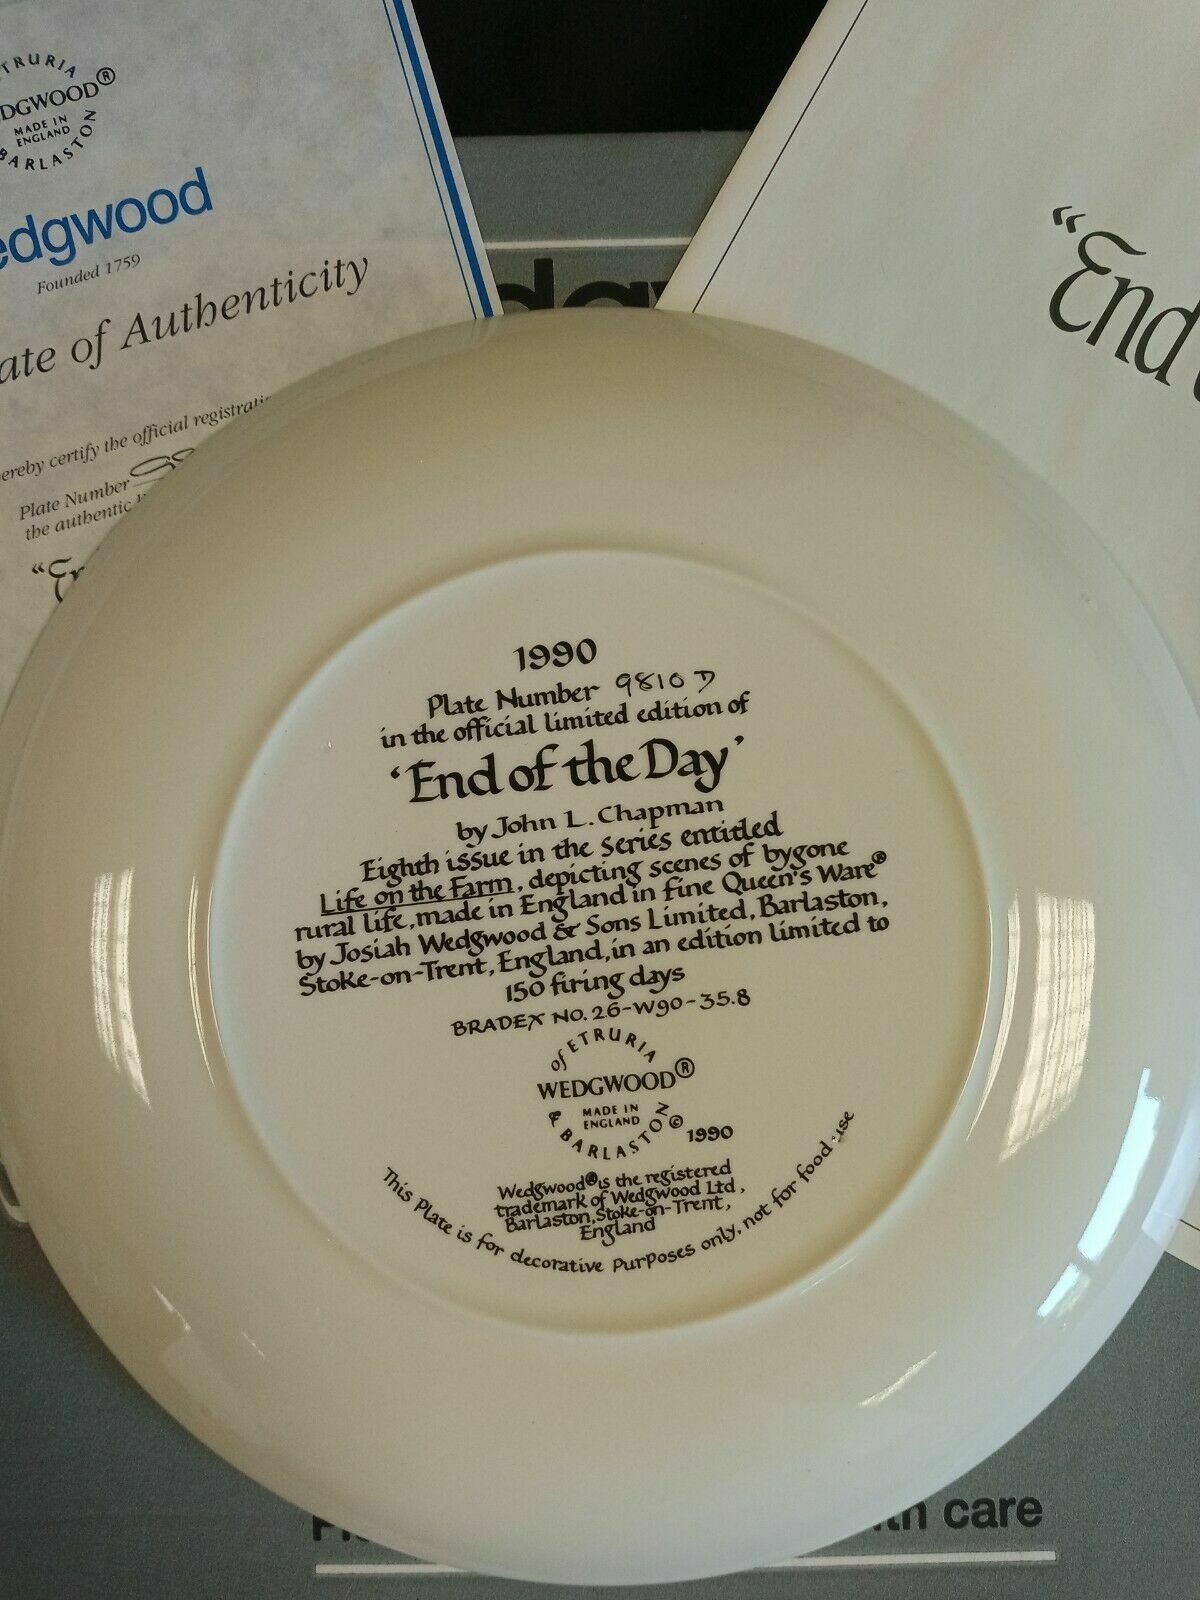 ETRURIA
MADE IN
ENGLAND
BARLASTON
Founded 1759
of Authenticity
certify the official
Plate Number
the authentic
"End
1990
Plate Number 9810 D
in the official limited edition of
'End of the Day'
by John L. Chapman
Eighth issue in the series entitled
Life on the Farm, depicting scenes of bygone
rural life, made in England in fine Queen's Ware®
by Josiah Wedgwood & Sons Limited, Barlaston,
Stoke-on-Trent, England, in an edition limited to
150 firing days
BRADEX NO. 26-W90-35.8
of ETRURIA
WEDGWOOD®
MADE IN
ENGLAND
& BARLASTON
© 1990
Wedgwood® is the registered
trademark of Wedgwood Ltd,
Barlaston, Stoke-on-Trent,
England
This Plate is for decorative Purposes only, not for food use
care